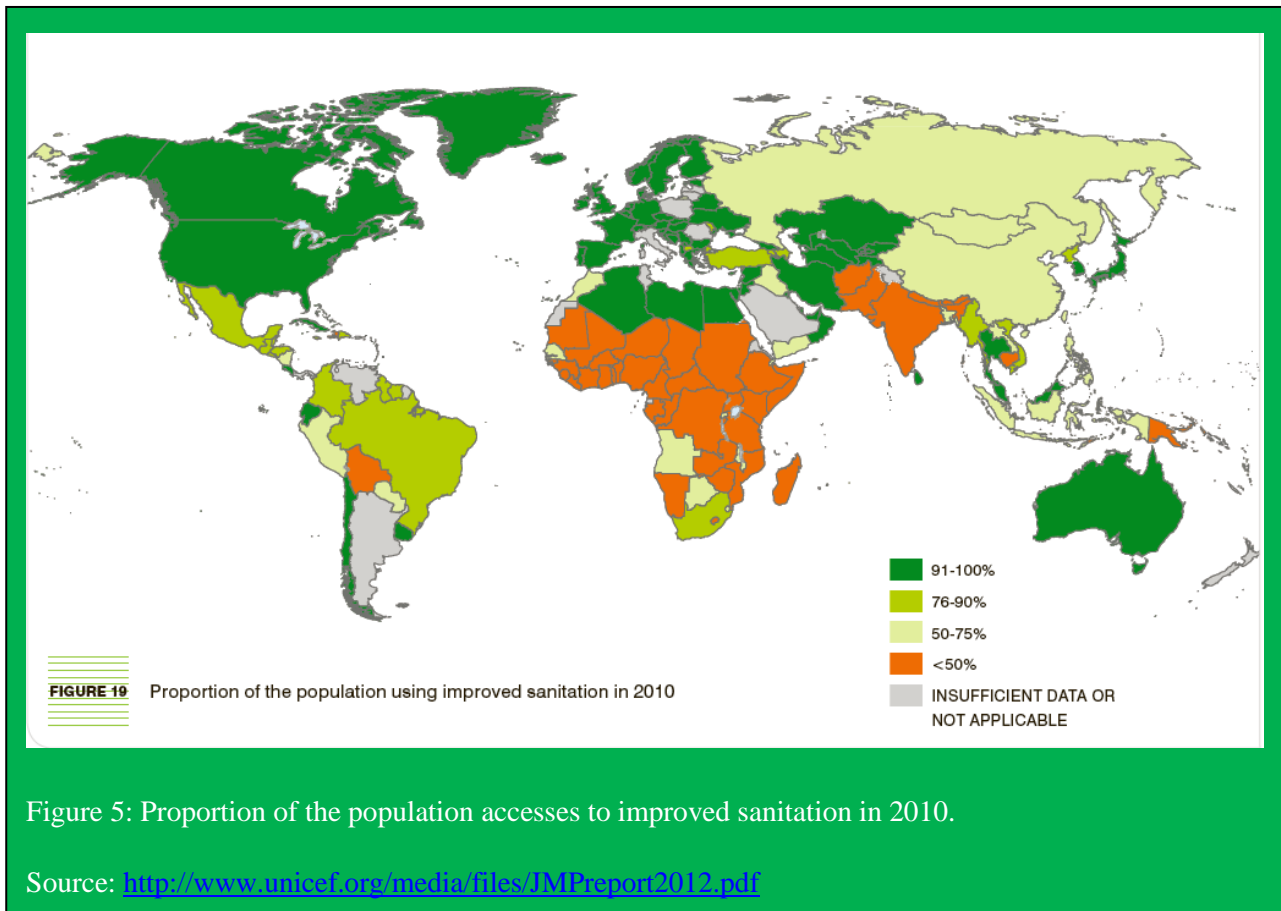 91-100%
76-90%
50-75%
<50%
INSUFFICIENT DATA OR
NOT APPLICABLE
FIGURE 19 Proportion of the population using improved sanitation in 2010
Figure 5: Proportion of the population accesses to improved sanitation in 2010.
Source: http://www.unicef.org/media/files/JMPreport2012.pdf